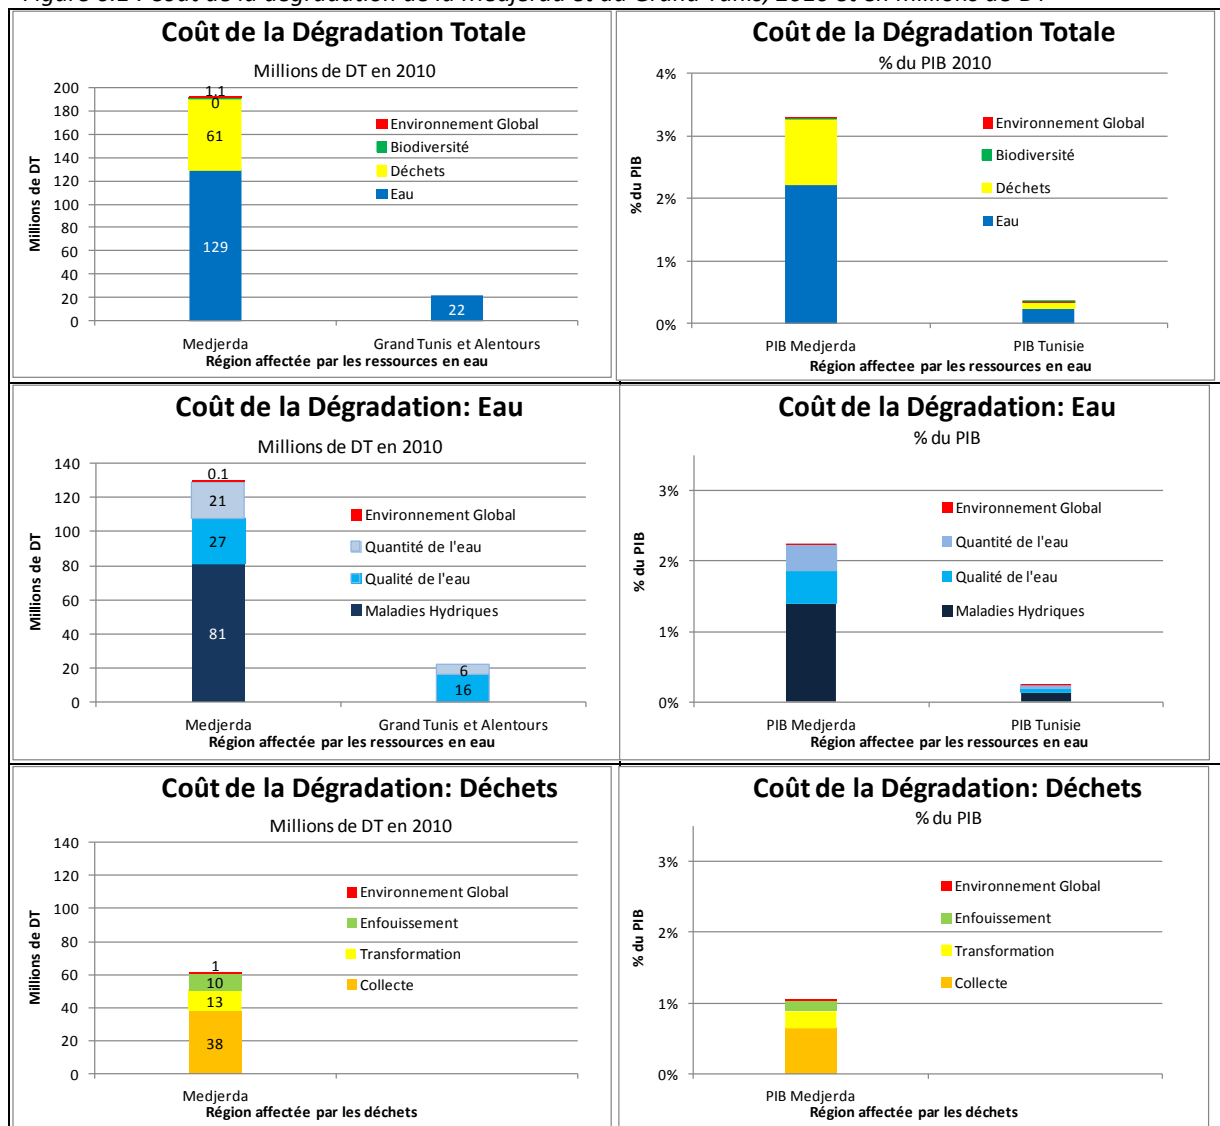 Coût de la Dégradation Totale
Millions de DT en 2010
200
180
160
140
120
100
80
60
40
20
0
Millions de DT
1.1
0
61
129
22
Environnement Global
Biodiversité
Déchets
Eau
Medjerda
Grand Tunis et Alentours
Région affectée par les ressources en eau
Coût de la Dégradation Totale
% du PIB 2010
4%
3%
2%
1%
0%
% du PIB
Environnement Global
Biodiversité
Déchets
Eau
PIB Medjerda
PIB Tunisie
Région affectee par les ressources en eau
Coût de la Dégradation: Eau
Millions de DT en 2010
140
120
100
80
60
40
20
0
Millions de DT
0.1
21
27
81
6
16
Environnement Global
Quantité de l'eau
Qualité de l'eau
Maladies Hydriques
Medjerda
Grand Tunis et Alentours
Région affectée par les ressources en eau
Coût de la Dégradation: Eau
% du PIB
3%
2%
1%
0%
% du PIB
Environnement Global
Quantité de l'eau
Qualité de l'eau
Maladies Hydriques
PIB Medjerda
PIB Tunisie
Région affectée par les ressources en eau
Coût de la Dégradation: Déchets
Millions de DT en 2010
140
120
100
80
60
40
20
0
Millions de DT
1
10
13
38
Environnement Global
Enfouissement
Transformation
Collecte
Medjerda
Région affectée par les déchets
Coût de la Dégradation: Déchets
% du PIB
3%
2%
1%
0%
% du PIB
Environnement Global
Enfouissement
Transformation
Collecte
PIB Medjerda
Région affectée par les déchets